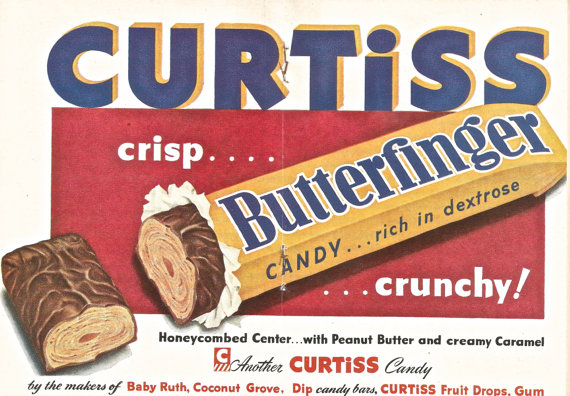 CURTiSS
crisp....
Butterfinger
CANDY...rich in dextrose
...crunchy!
Honeycombed Center...with Peanut Butter and creamy Caramel
C Another CURTiSS Candy
by the makers of Baby Ruth, Coconut Grove, Dip candy bars, CURTiSS Fruit Drops, Gum